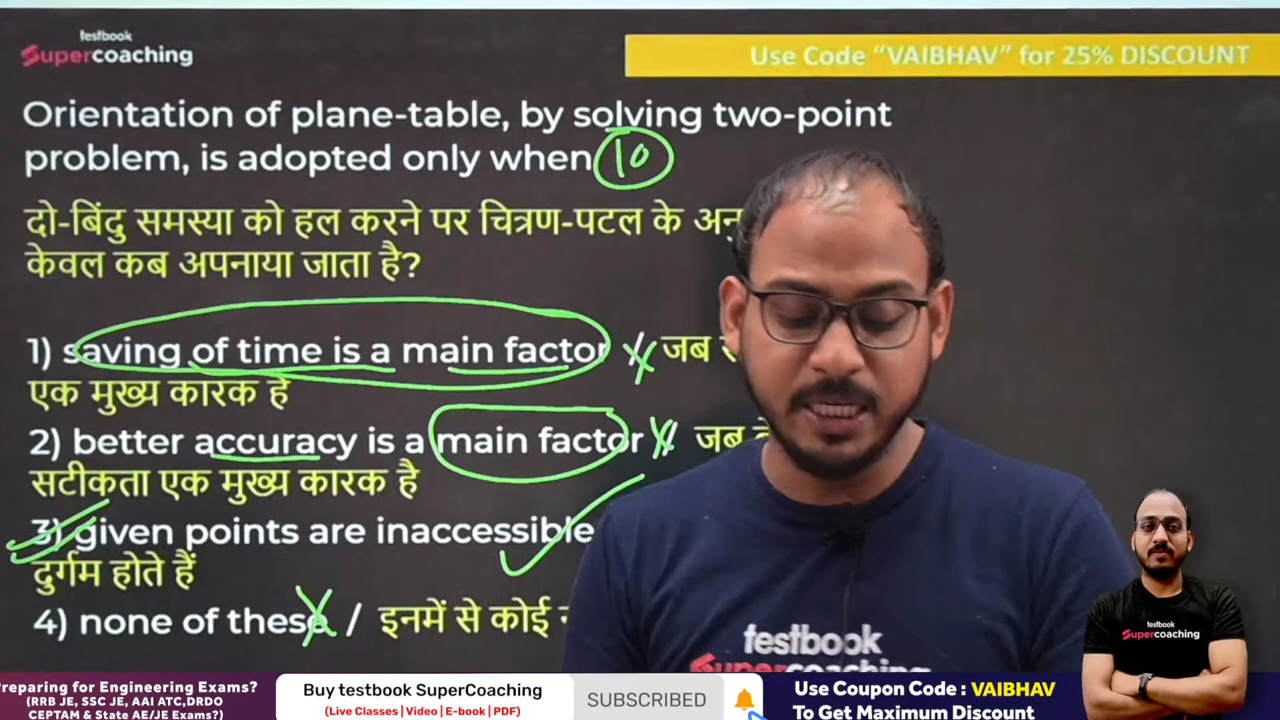 testbook
Supercoaching
Use Code “VAIBHAV” for 25% DISCOUNT
Orientation of plane-table, by solving two-point
problem, is adopted only when 10
दो-बिंदु समस्या को हल करने पर चित्रण-पटल के
केवल कब अपनाया जाता है?
1) saving of time is a main factor / जब
एक मुख्य कारक है
2) better accuracy is a main factor / जब
सटीकता एक मुख्य कारक है
3) given points are inaccessible
दुर्गम होते हैं
4) none of these / इनमें से कोई
testbook
Supercoaching
testbook
Supercoaching
Preparing for Engineering Exams?
(RRB JE, SSC JE, AAI ATC,DRDO
CEPTAM & State AE/JE Exams?)
Buy testbook SuperCoaching
(Live Classes | Video | E-book | PDF)
SUBSCRIBED
Use Coupon Code : VAIBHAV
To Get Maximum Discount